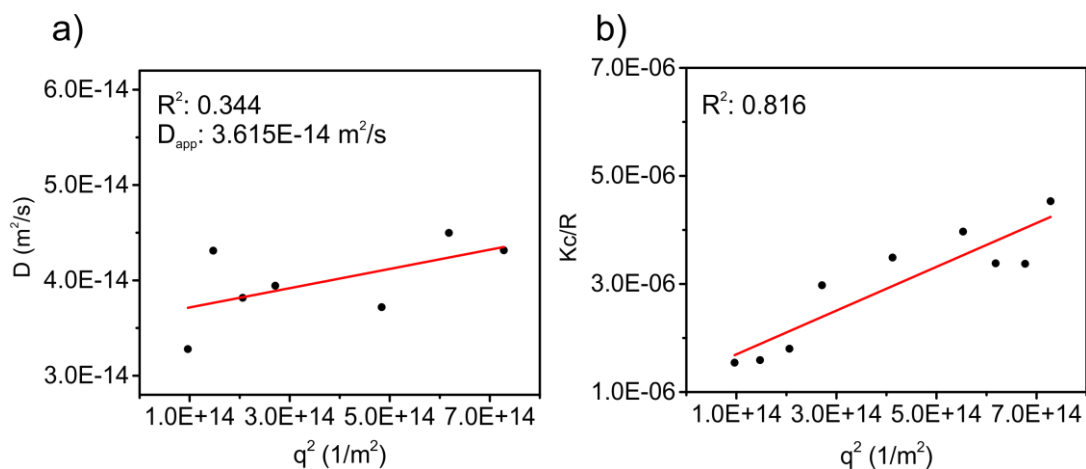 a)
R²: 0.344
D_app: 3.615E-14 m²/s
6.0E-14
5.0E-14
4.0E-14
3.0E-14
D (m²/s)
1.0E+14 3.0E+14 5.0E+14 7.0E+14
q² (1/m²)
b)
R²: 0.816
7.0E-06
5.0E-06
3.0E-06
1.0E-06
Kc/R
1.0E+14 3.0E+14 5.0E+14 7.0E+14
q² (1/m²)